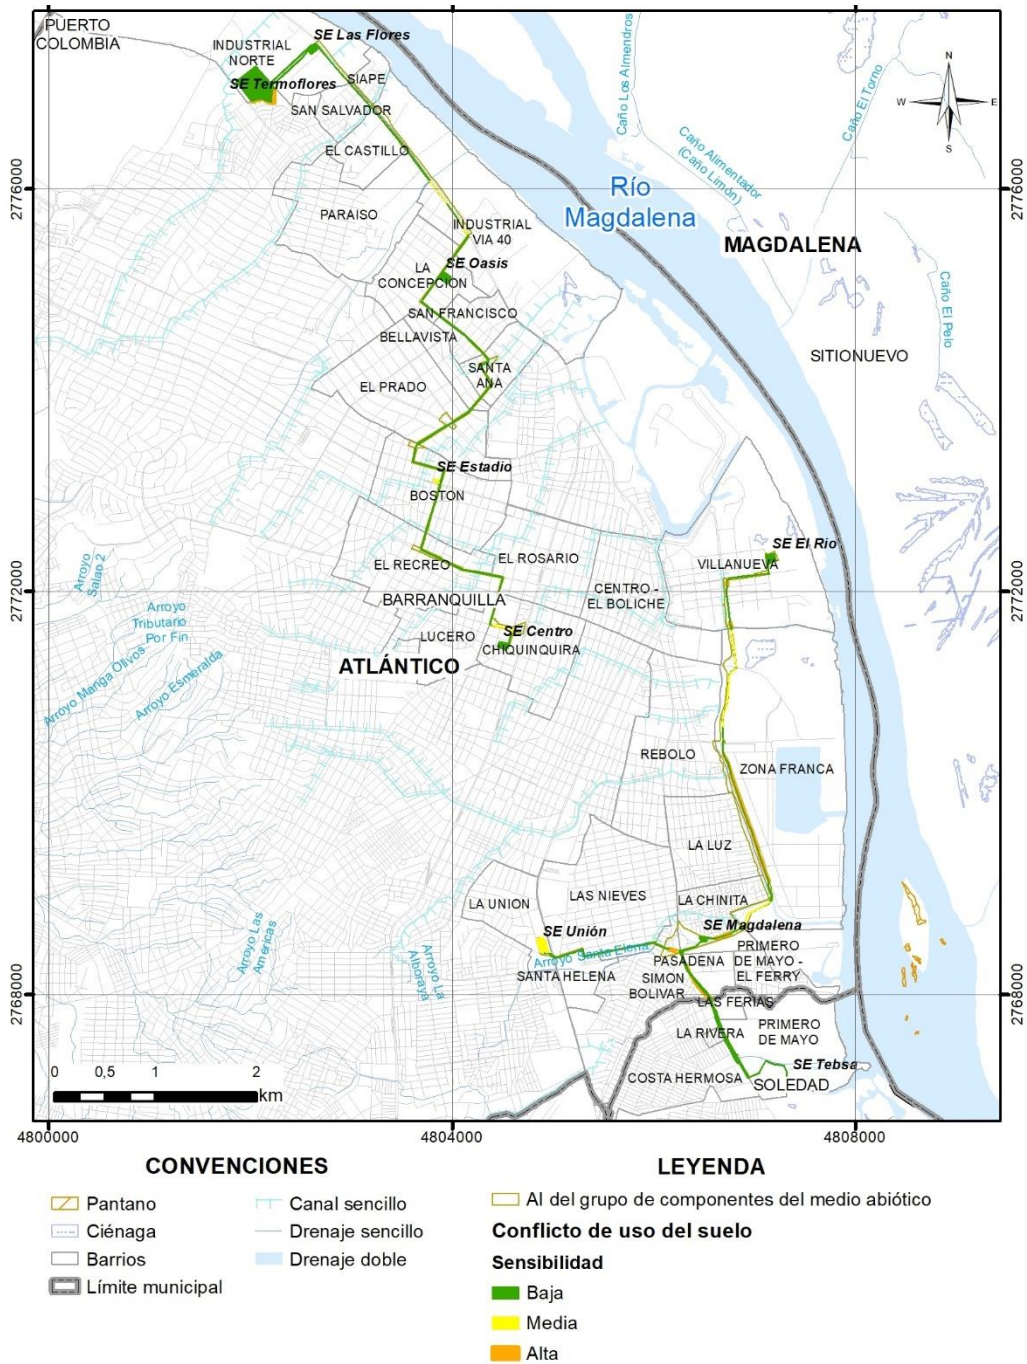 PUERTO
COLOMBIA
INDUSTRIAL
NORTE
SE Las Flores
SE Termoflores
SIAPE
SAN SALVADOR
EL CASTILLO
PARAISO
INDUSTRIAL
VIA 40
SE Oasis
LA
CONCEPCION
SAN FRANCISCO
BELLAVISTA
SANTA
ANA
EL PRADO
SE Estadio
BOSTON
EL RECREO
EL ROSARIO
BARRANQUILLA
LUCERO
SE Centro
CHIQUINQUIRA
ATLÁNTICO
CENTRO -
EL BOLICHE
SE El Rio
VILLANUEVA
REBOLO
ZONA FRANCA
LA LUZ
LAS NIEVES
LA UNION
LA CHINITA
SE Unión
SE Magdalena
Arroyo Santa Elena
SANTA HELENA
PASADENA
PRIMERO
DE MAYO -
EL FERRY
SIMON
BOLIVAR
LAS FERIAS
LA RIVERA
PRIMERO
DE MAYO
SE Tebsa
COSTA HERMOSA
SOLEDAD
Río
Magdalena
MAGDALENA
SITIONUEVO
Caño Los Almendros
Caño Alimentador
(Caño Limón)
Caño El Torno
Caño El Pelo
Arroyo
Salao 2
Arroyo
Tributario
Por Fin
Arroyo Manga Olivos
Arroyo Esmeralda
Arroyo Las
Americas
Arroyo La
Alboraya
N
W
E
S
2776000
2772000
2768000
2776000
2772000
2768000
0 0,5 1 2
km
4800000
4804000
4808000
CONVENCIONES
Pantano
Ciénaga
Barrios
Límite municipal
Canal sencillo
Drenaje sencillo
Drenaje doble
LEYENDA
AI del grupo de componentes del medio abiótico
Conflicto de uso del suelo
Sensibilidad
Baja
Media
Alta